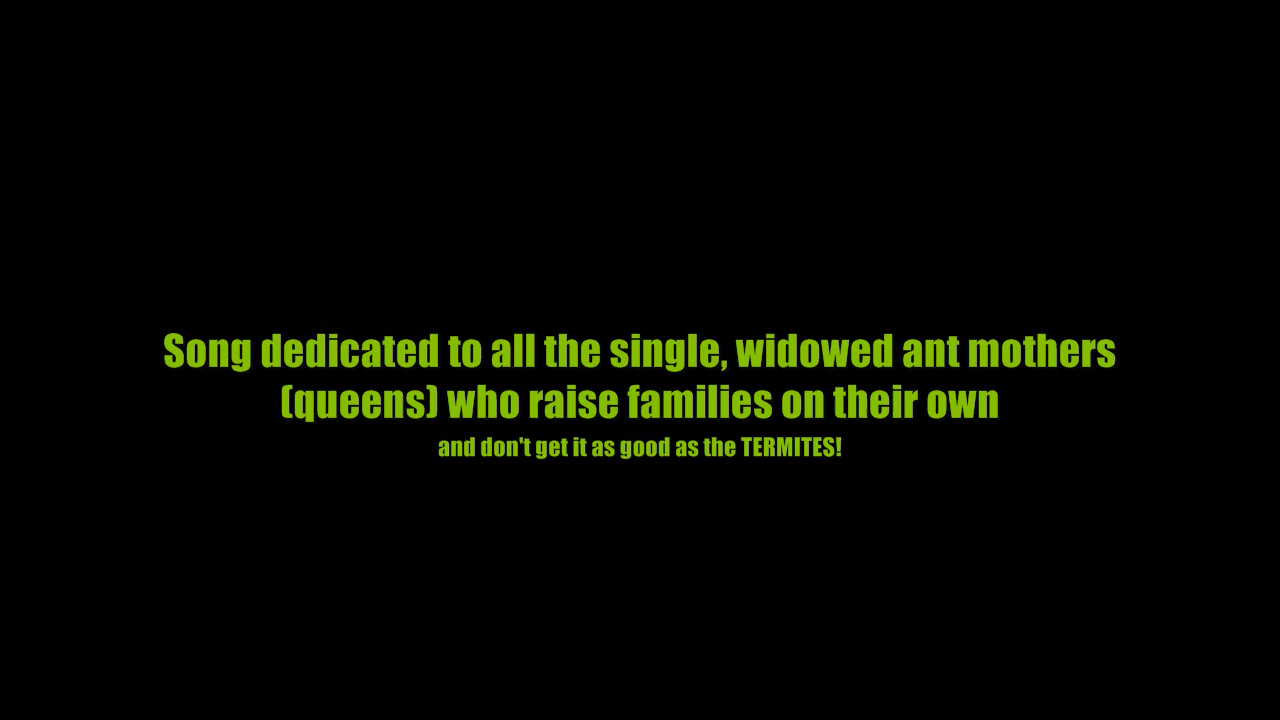 Song dedicated to all the single, widowed ant mothers
(queens) who raise families on their own
and don't get it as good as the TERMITES!